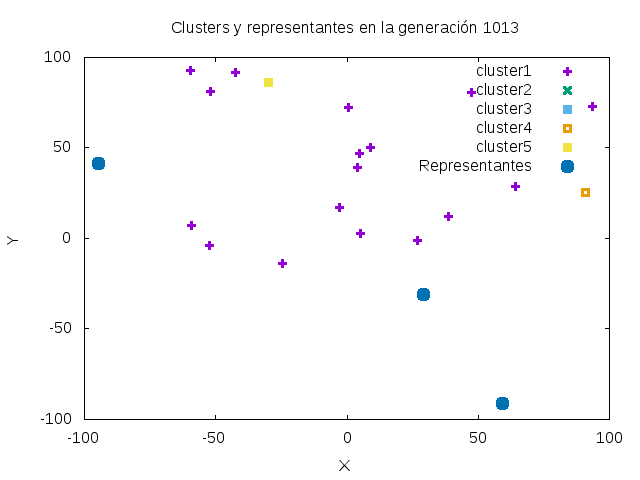 Clusters y representantes en la generación 1013
100
50
0
-50
-100
-100
-50
0
50
100
Y
X
cluster1
cluster2
cluster3
cluster4
cluster5
Representantes